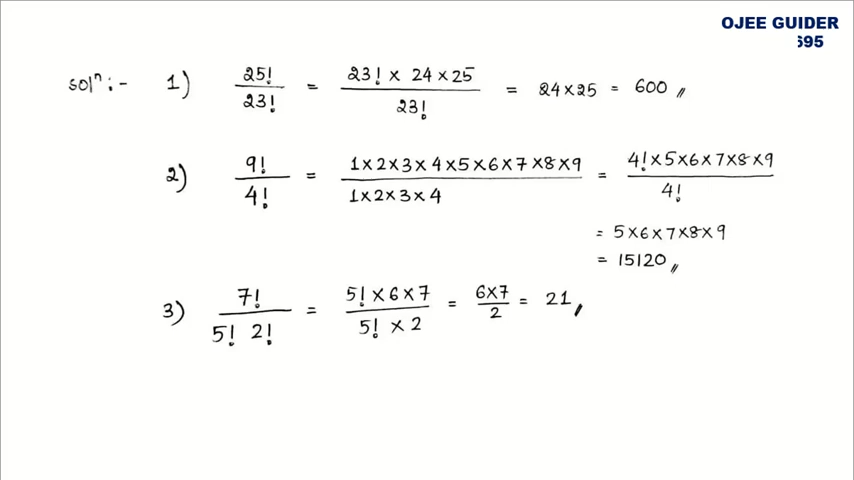 OJEE GUIDER
695
solⁿ :- 1) 25!/23! = 23! × 24 × 25/23! = 24×25 = 600 〃
2) 9!/4! = 1×2×3×4×5×6×7×8×9/1×2×3×4 = 4!×5×6×7×8×9/4!
= 5×6×7×8×9
= 15120 〃
3) 7!/5! 2! = 5!×6×7/5! × 2 = 6×7/2 = 21 〃